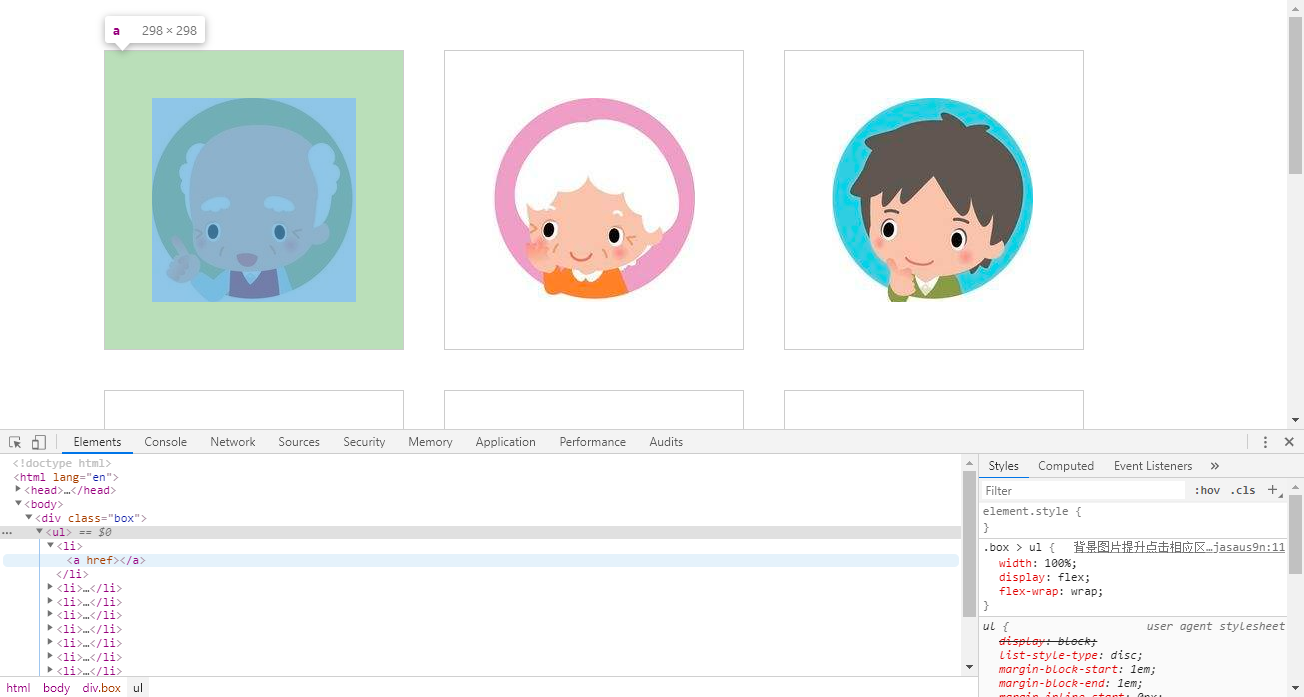 a 298 × 298
Elements Console Network Sources Security Memory Application Performance Audits
<!doctype html>
<html lang="en">
<head>…</head>
<body>
<div class="box">
<ul> == $0
<li>
<a href></a>
</li>
<li>…</li>
<li>…</li>
<li>…</li>
<li>…</li>
<li>…</li>
<li>…</li>
<li>…</li>
html body div.box ul
Styles Computed Event Listeners »
Filter :hov .cls +
element.style {
}
.box > ul { 背景图片提升点击相应区…jasaus9n:11
width: 100%;
display: flex;
flex-wrap: wrap;
}
ul { user agent stylesheet
display: block;
list-style-type: disc;
margin-block-start: 1em;
margin-block-end: 1em;
margin-inline-start: 0px;